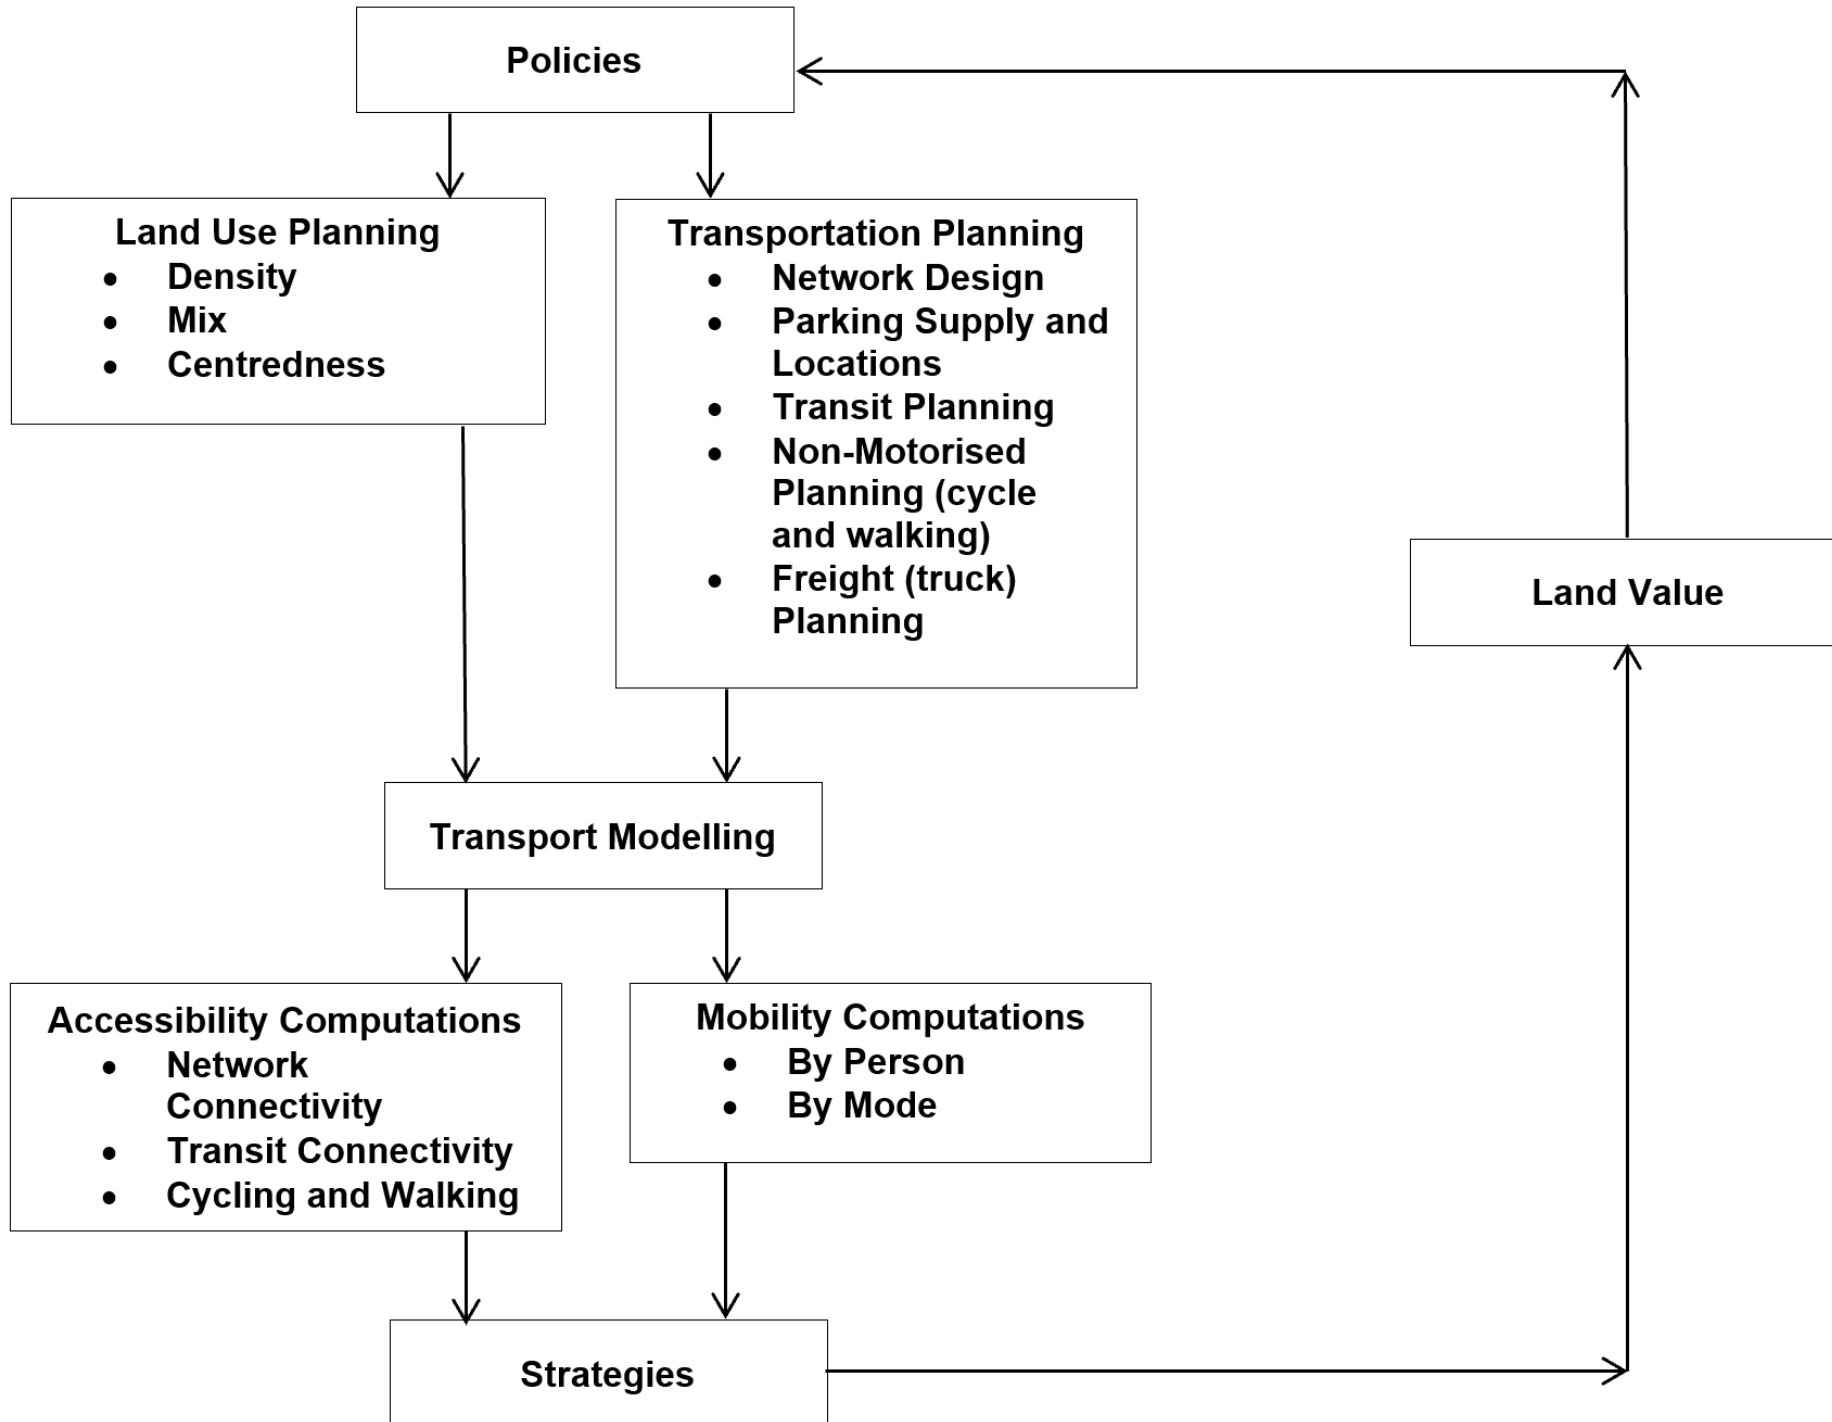 Policies
Land Use Planning
• Density
• Mix
• Centredness
Transportation Planning
• Network Design
• Parking Supply and
Locations
• Transit Planning
• Non-Motorised
Planning (cycle
and walking)
• Freight (truck)
Planning
Land Value
Transport Modelling
Accessibility Computations
• Network
Connectivity
• Transit Connectivity
• Cycling and Walking
Mobility Computations
• By Person
• By Mode
Strategies